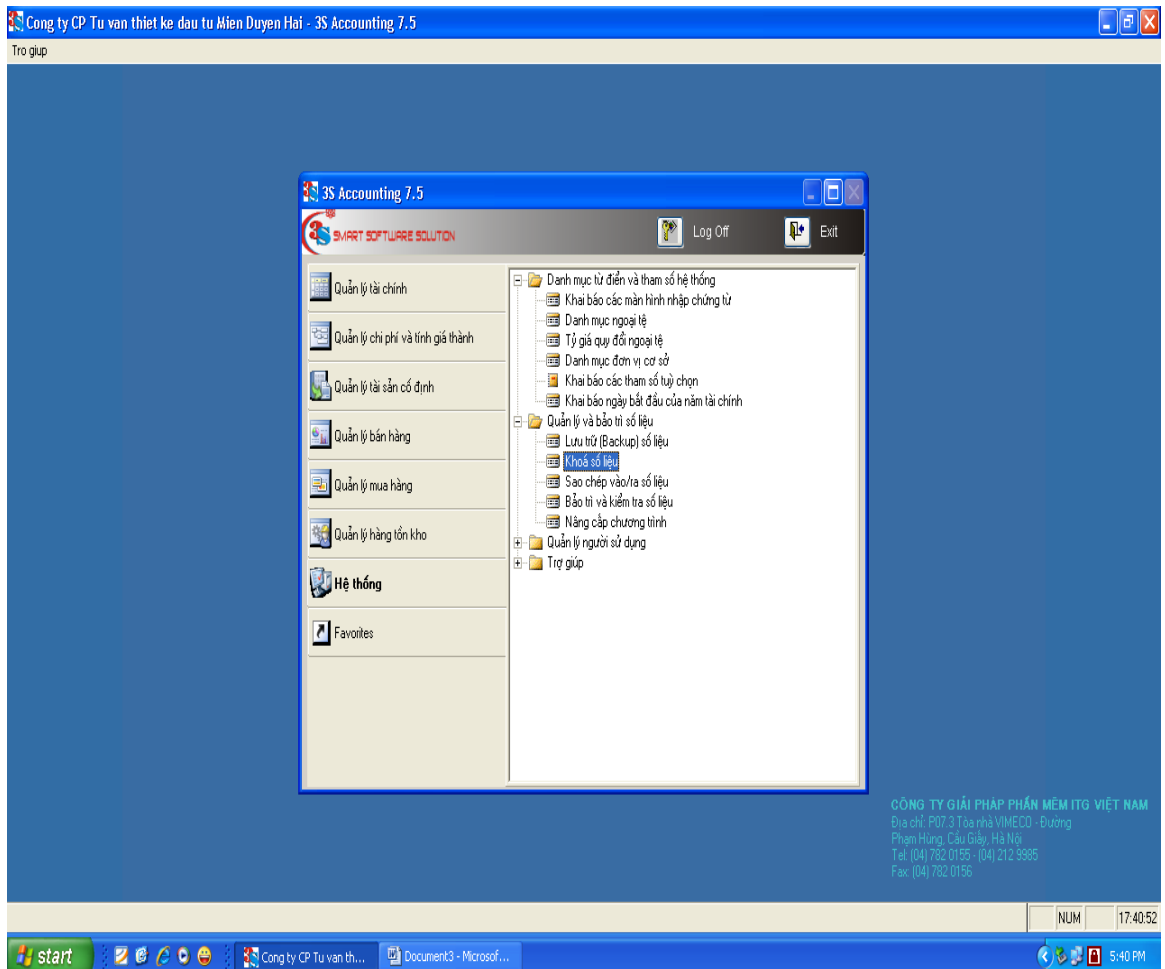 Cong ty CP Tu van thiet ke dau tu Mien Duyen Hai - 3S Accounting 7.5
Tro giup
3S Accounting 7.5
3S SMART SOFTWARE SOLUTION
Log Off
Exit
Quản lý tài chính
Quản lý chi phí và tính giá thành
Quản lý tài sản cố định
Quản lý bán hàng
Quản lý mua hàng
Quản lý hàng tồn kho
Hệ thống
Favorites
Danh mục từ điển và tham số hệ thống
Khai báo các màn hình nhập chứng từ
Danh mục ngoại tệ
Tỷ giá quy đổi ngoại tệ
Danh mục đơn vị cơ sở
Khai báo các tham số tuỳ chọn
Khai báo ngày bắt đầu của năm tài chính
Quản lý và bảo trì số liệu
Lưu trữ (Backup) số liệu
Khoá số liệu
Sao chép vào/ra số liệu
Bảo trì và kiểm tra số liệu
Nâng cấp chương trình
Quản lý người sử dụng
Trợ giúp
CÔNG TY GIẢI PHÁP PHẦN MỀM ITG VIỆT NAM
Địa chỉ: P07.3 Tòa nhà VIMECO - Đường
Phạm Hùng, Cầu Giấy, Hà Nội
Tel: (04) 782 0155 - (04) 212 9985
Fax: (04) 782 0156
NUM
17:40:52
start
Cong ty CP Tu van th...
Document3 - Microsof...
5:40 PM